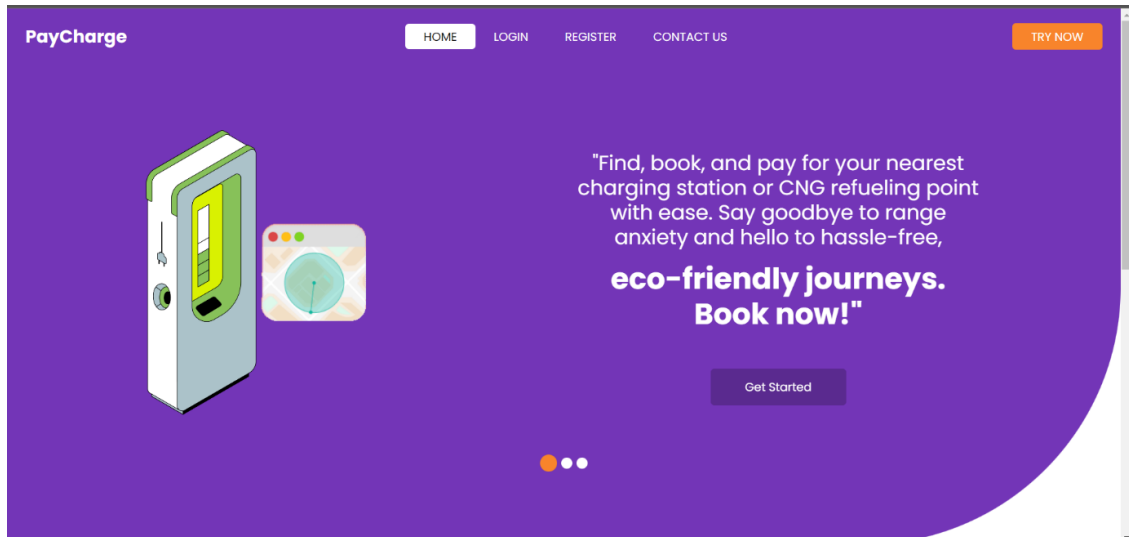 PayCharge
HOME
LOGIN
REGISTER
CONTACT US
TRY NOW
"Find, book, and pay for your nearest
charging station or CNG refueling point
with ease. Say goodbye to range
anxiety and hello to hassle-free,
eco-friendly journeys.
Book now!"
Get Started